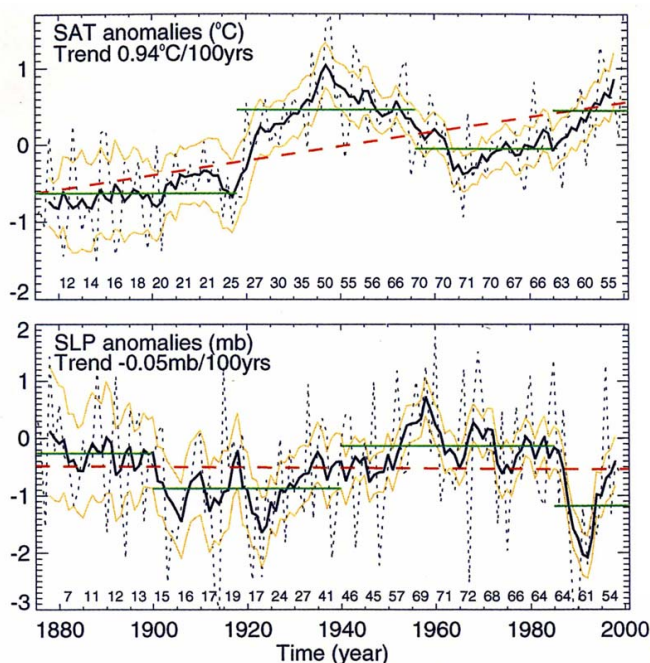 SAT anomalies (°C)
Trend 0.94°C/100yrs
1
0
-1
-2
12 14 16 18 20 21 21 25 27 30 35 50 55 56 66 70 70 71 70 67 66 63 60 55
SLP anomalies (mb)
Trend -0.05mb/100yrs
2
1
0
-1
-2
-3
7 11 12 13 15 16 17 19 17 24 27 41 46 45 57 69 71 72 68 66 64 64 61 54
1880 1900 1920 1940 1960 1980 2000
Time (year)